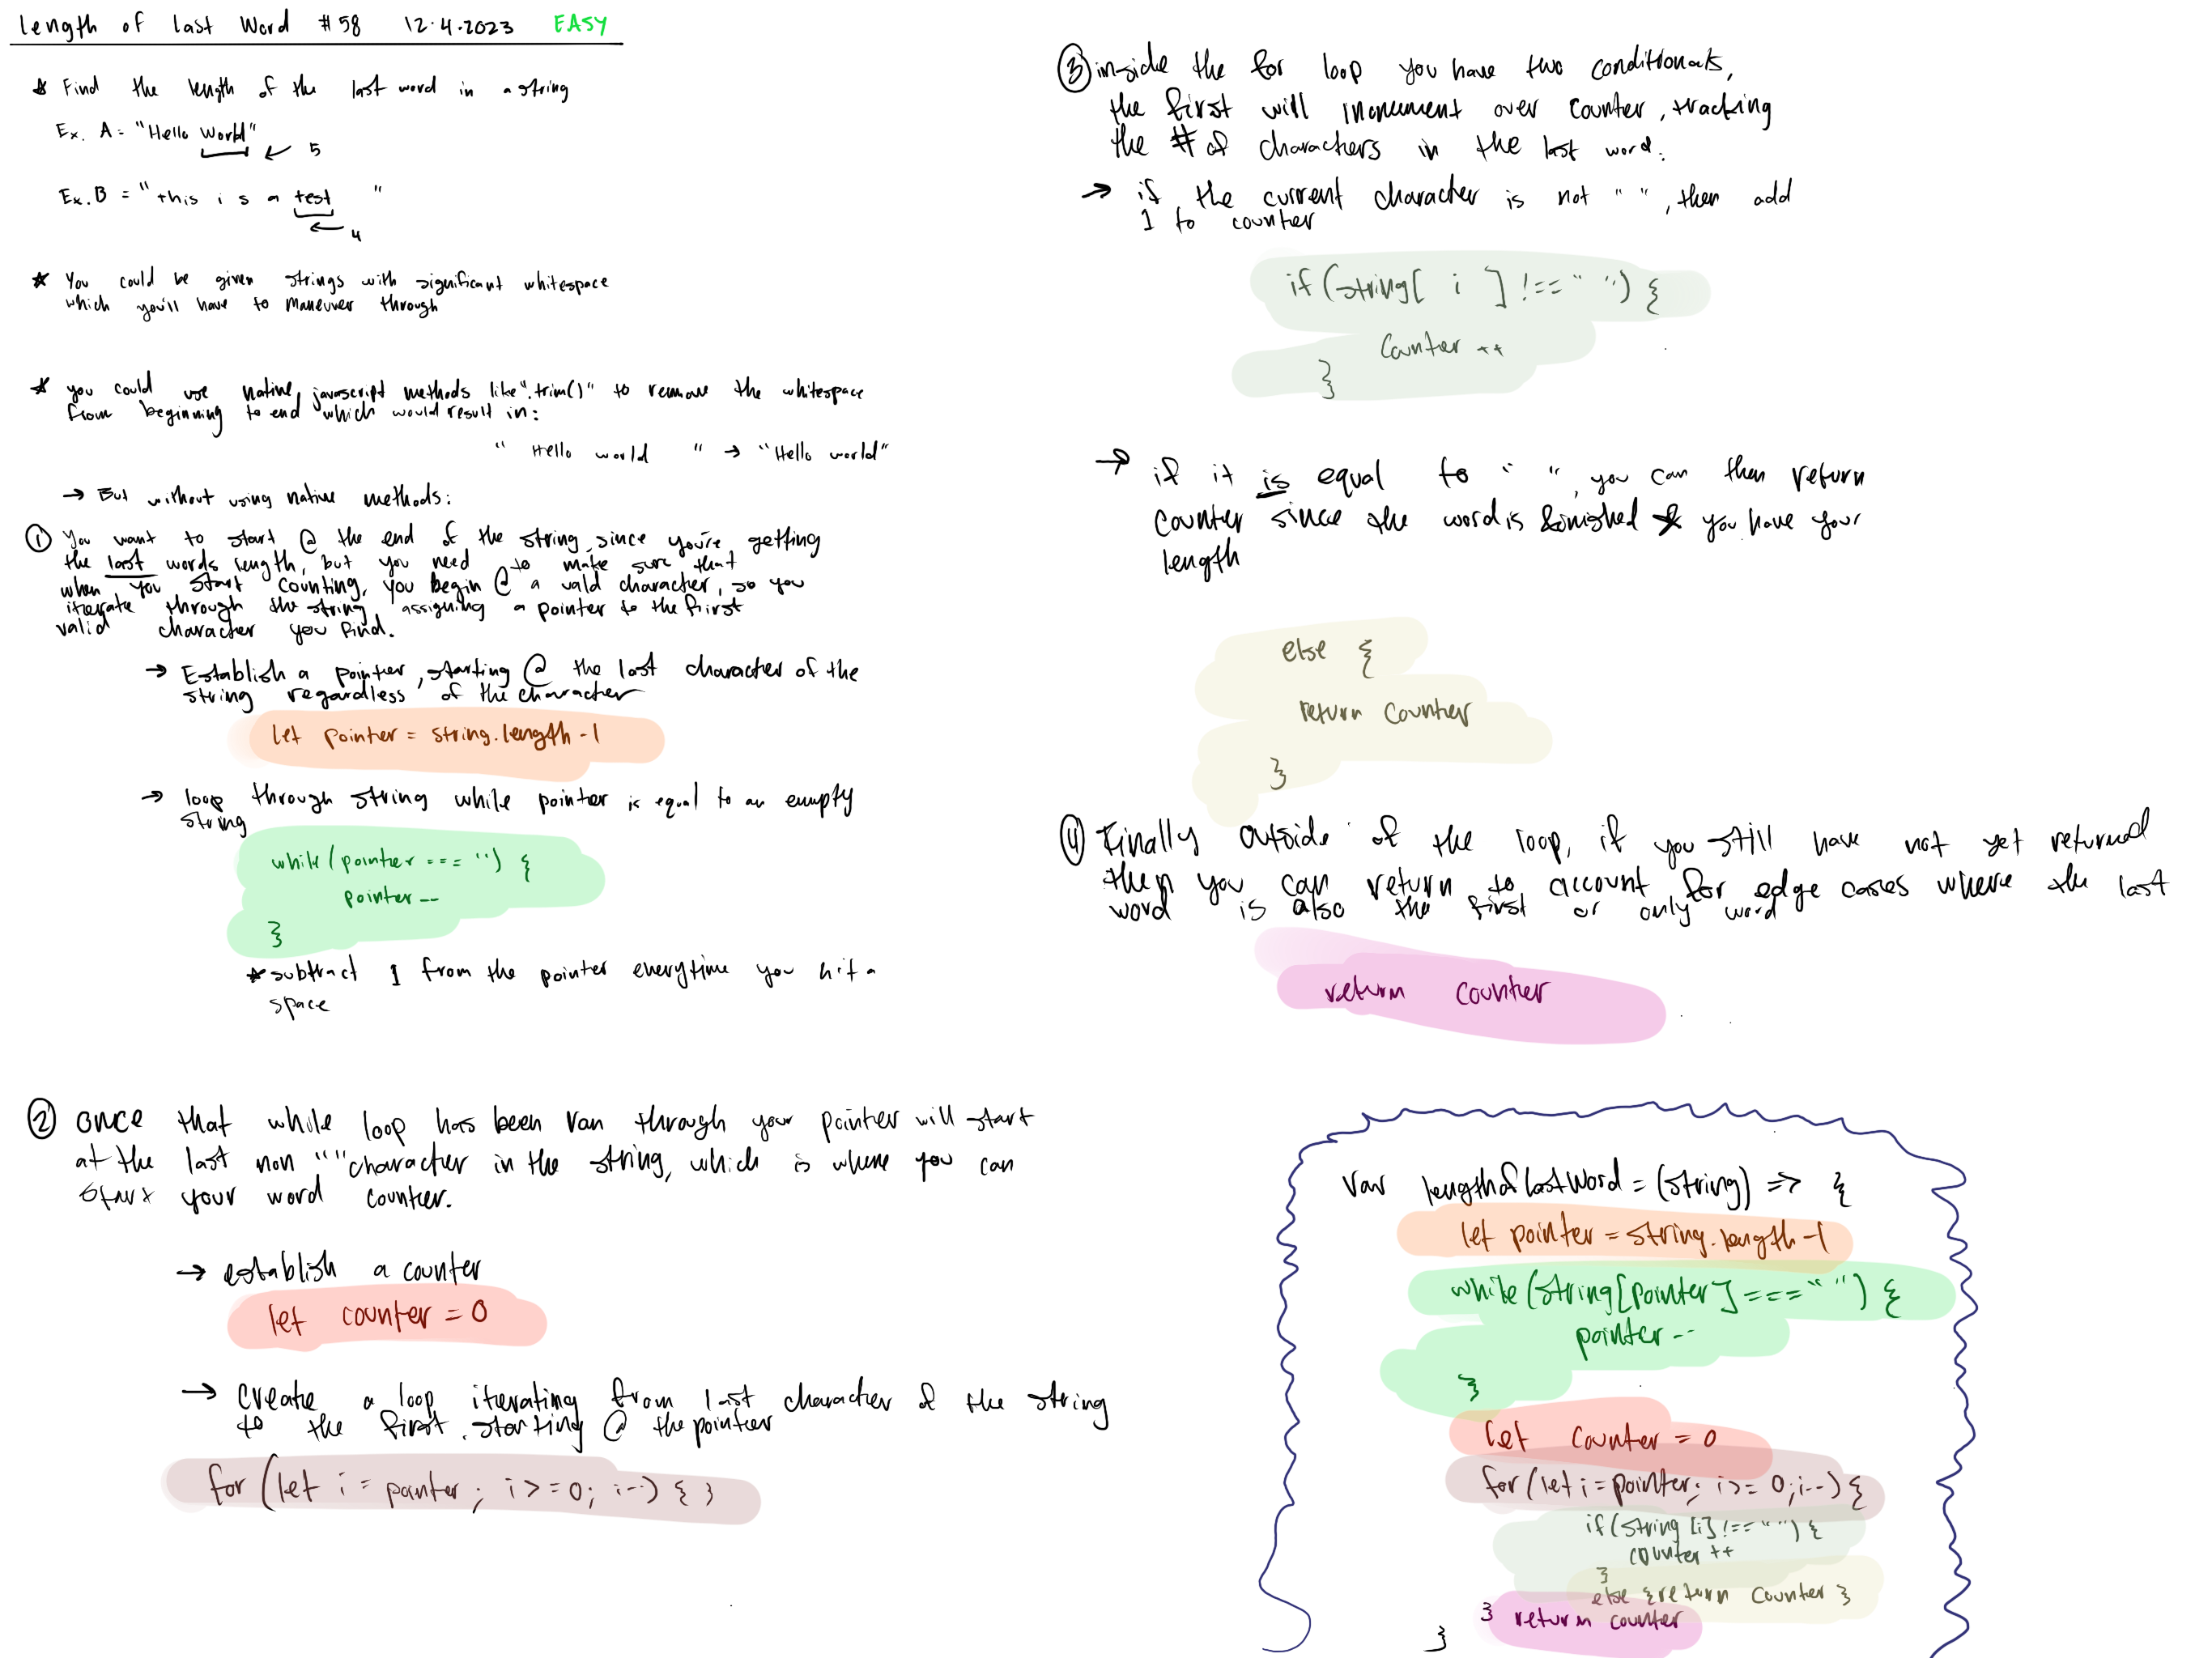 Length of last Word #58 12.4.2023 EASY
* Find the length of the last word in a string
Ex. A = "Hello World"
5
Ex. B = "this is a test "
4
* You could be given strings with significant whitespace
which you'll have to maneuver through
* you could use native javascript methods like ".trim()" to remove the whitespace
from beginning to end which would result in:
" Hello world " → "Hello world"
→ But without using native methods:
① You want to start @ the end of the string since you're getting
the last words length, but you need to make sure that
when you start counting, you begin @ a valid character, so you
iterate through the string assigning a pointer to the first
valid character you find.
→ Establish a pointer, starting @ the last character of the
string regardless of the character
let pointer = string.length-1
→ loop through string while pointer is equal to an empty
string
while (pointer === "") {
pointer--
}
* subtract 1 from the pointer everytime you hit a
space
② once that while loop has been ran through your pointer will start
at the last non "" character in the string, which is where you can
start your word counter.
→ establish a counter
let counter = 0
→ create a loop iterating from last character of the string
to the first, starting @ the pointer
for (let i = pointer; i >= 0; i--) { }
③ inside the for loop you have two conditionals,
the first will increment over counter, tracking
the # of characters in the last word.
→ if the current character is not " ", then add
1 to counter
if (string[ i ] !== " ") {
Counter ++
}
→ if it is equal to " ", you can then return
counter since the word is finished & you have your
length
else {
return counter
}
④ Finally outside of the loop, if you still have not yet returned
then you can return to account for edge cases where the last
word is also the first or only word
return counter
var lengthOfLastWord = (string) => {
let pointer = string.length-1
while (string[pointer] === " ") {
pointer--
}
let counter = 0
for (let i = pointer; i >= 0; i--) {
if (string [i] !== " ") {
counter ++
}
else {return counter }
} return counter
}